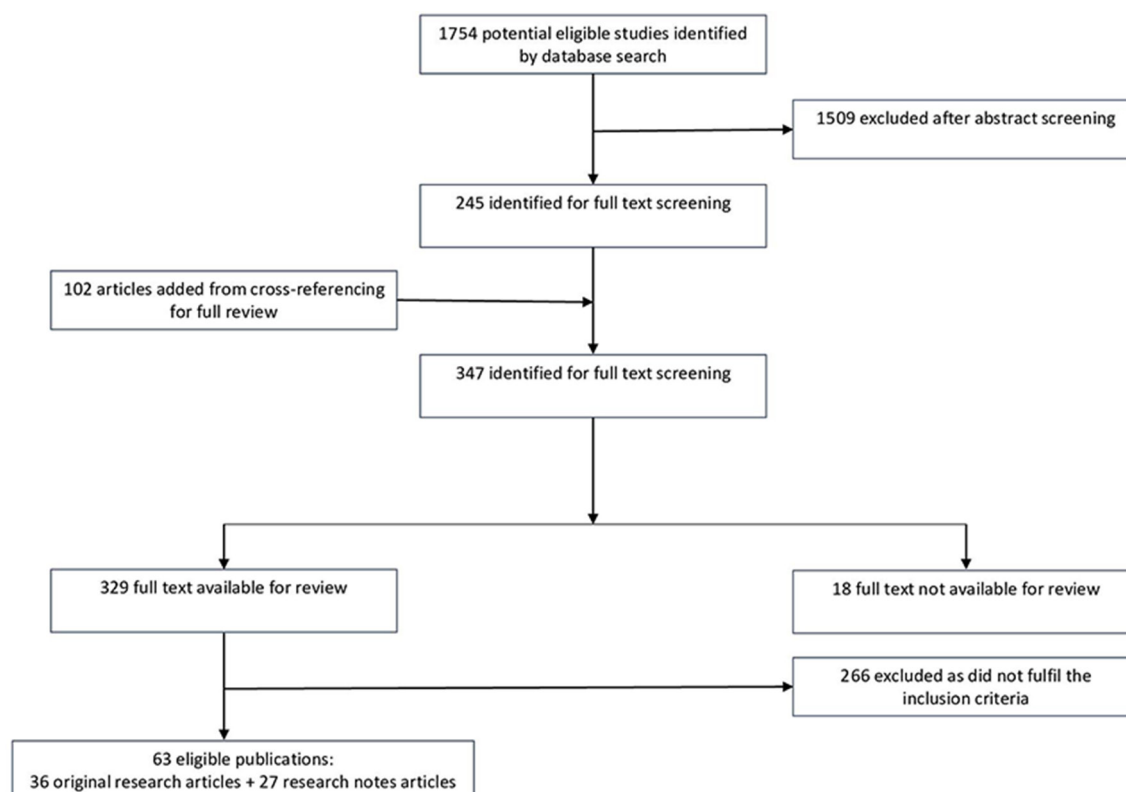 1754 potential eligible studies identified
by database search
1509 excluded after abstract screening
245 identified for full text screening
102 articles added from cross-referencing
for full review
347 identified for full text screening
329 full text available for review
18 full text not available for review
266 excluded as did not fulfil the
inclusion criteria
63 eligible publications:
36 original research articles + 27 research notes articles